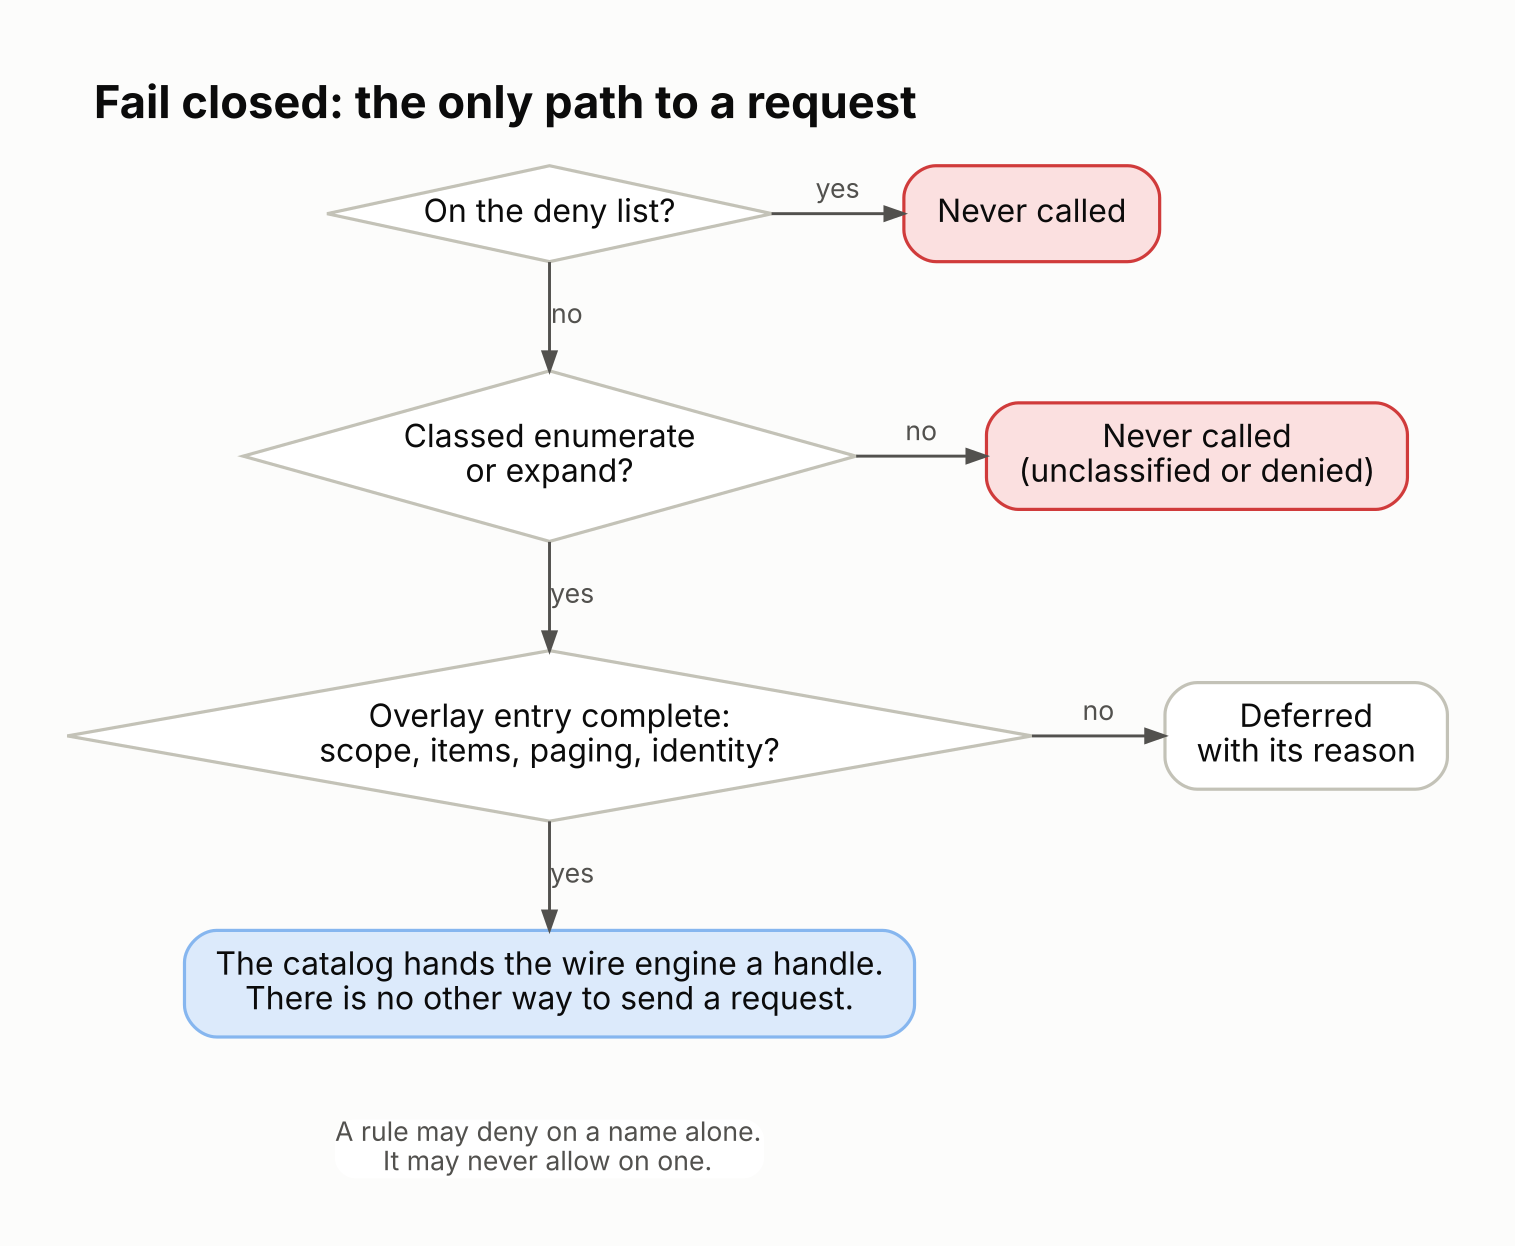 Fail closed: the only path to a request
On the deny list?
yes
Never called
no
Classed enumerate
or expand?
no
Never called
(unclassified or denied)
yes
Overlay entry complete:
scope, items, paging, identity?
no
Deferred
with its reason
yes
The catalog hands the wire engine a handle.
There is no other way to send a request.
A rule may deny on a name alone.
It may never allow on one.